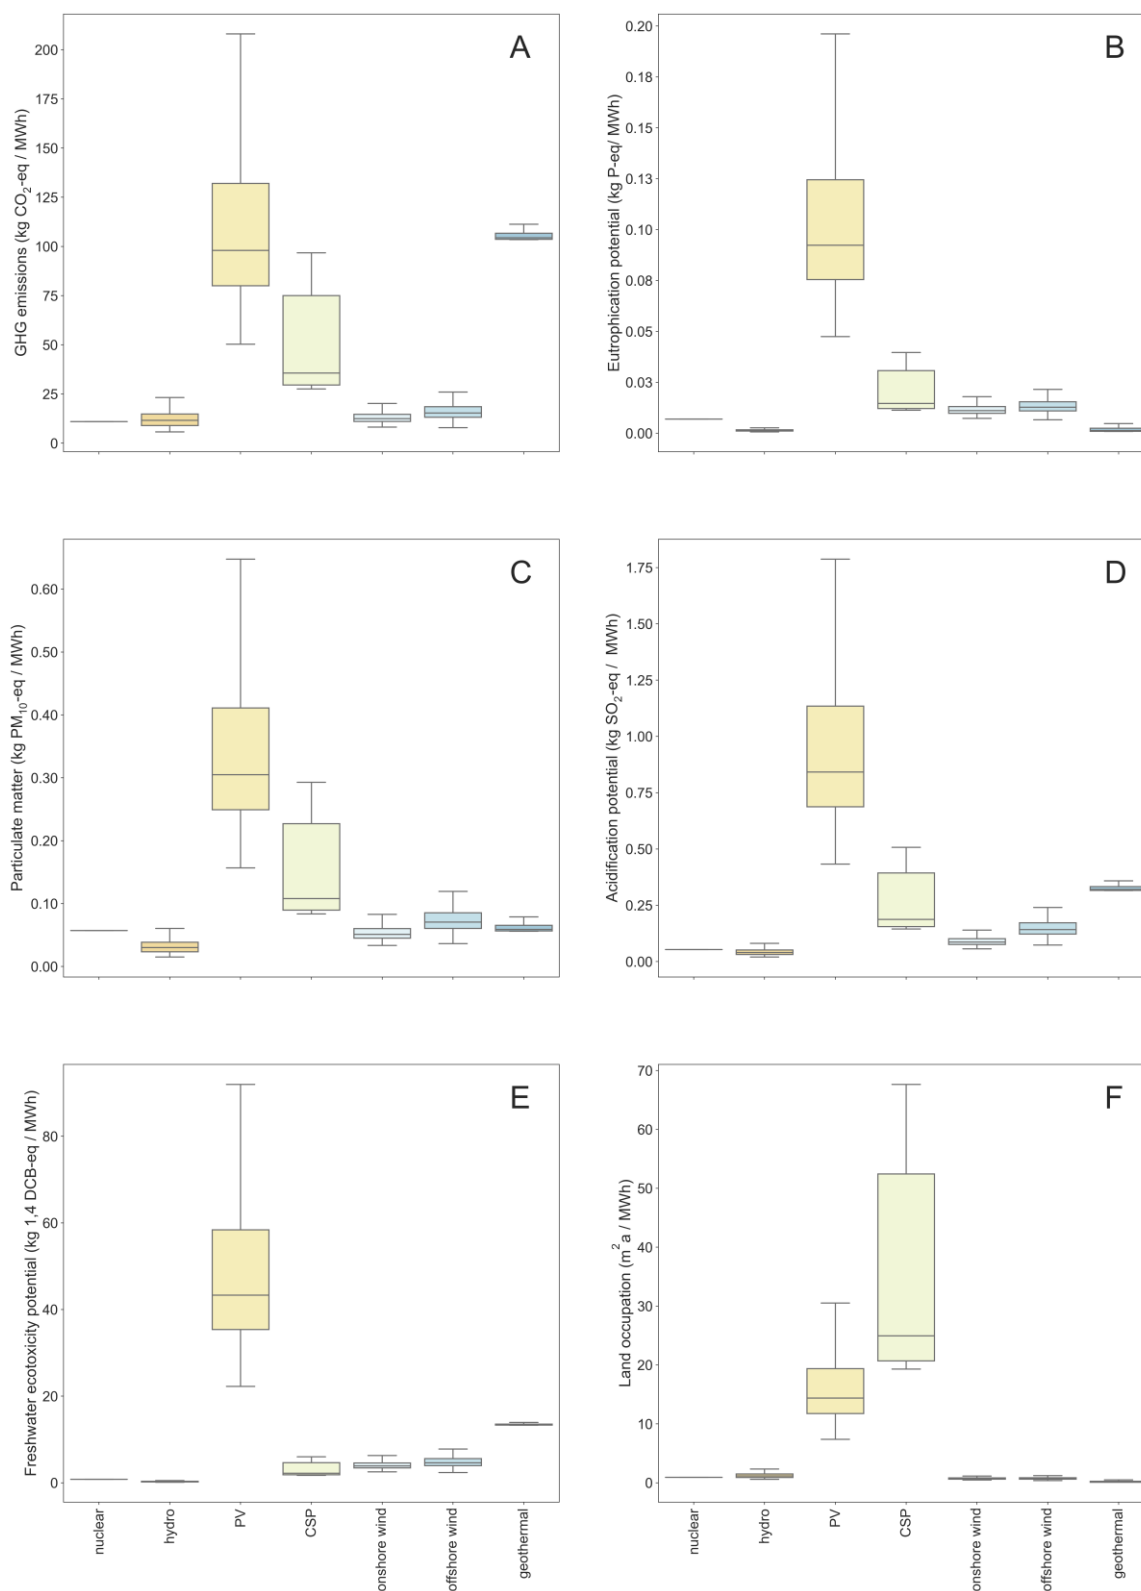 A
GHG emissions (kg CO₂-eq / MWh)
200
175
150
125
100
75
50
25
0
B
Eutrophication potential (kg P-eq/ MWh)
0.20
0.18
0.15
0.13
0.10
0.08
0.05
0.03
0.00
C
Particulate matter (kg PM₁₀-eq / MWh)
0.60
0.50
0.40
0.30
0.20
0.10
0.00
D
Acidification potential (kg SO₂-eq / MWh)
1.75
1.50
1.25
1.00
0.75
0.50
0.25
0.00
E
Freshwater ecotoxicity potential (kg 1,4 DCB-eq / MWh)
80
60
40
20
0
nuclear
hydro
PV
CSP
onshore wind
offshore wind
geothermal
F
Land occupation (m²a / MWh)
70
60
50
40
30
20
10
0
nuclear
hydro
PV
CSP
onshore wind
offshore wind
geothermal